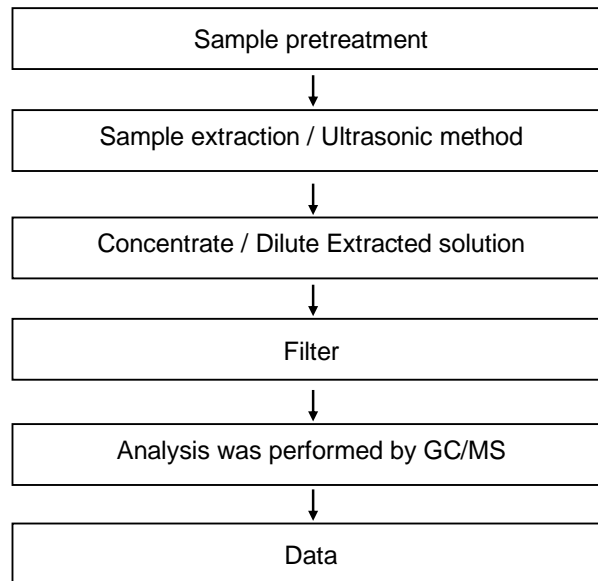 Sample pretreatment
Sample extraction / Ultrasonic method
Concentrate / Dilute Extracted solution
Filter
Analysis was performed by GC/MS
Data